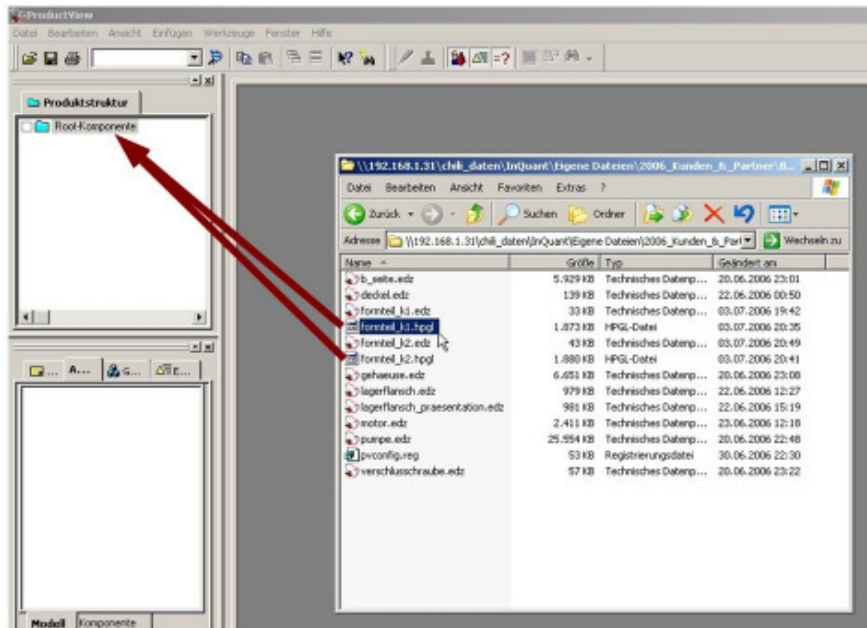 ProductView
Datei Bearbeiten Ansicht Einfügen Werkzeuge Fenster Hilfe
Produktstruktur
Root-Komponente
\\192.168.1.31\chili_daten\InQuant\Eigene Dateien\2006_Kunden_&_Partner\B...
Datei Bearbeiten Ansicht Favoriten Extras ?
Zurück Suchen Ordner
Adresse \\192.168.1.31\chili_daten\InQuant\Eigene Dateien\2006_Kunden_&_Part Wechseln zu
Name Größe Typ Geändert am
b_seite.edz 5.929 KB Technisches Datenp... 20.06.2006 23:01
deckel.edz 139 KB Technisches Datenp... 22.06.2006 00:50
formteil_k1.edz 33 KB Technisches Datenp... 03.07.2006 19:42
formteil_k1.hpgl 1.873 KB HPGL-Datei 03.07.2006 20:35
formteil_k2.edz 43 KB Technisches Datenp... 03.07.2006 20:49
formteil_k2.hpgl 1.880 KB HPGL-Datei 03.07.2006 20:41
gehaeuse.edz 6.651 KB Technisches Datenp... 20.06.2006 23:08
lagerflansch.edz 979 KB Technisches Datenp... 22.06.2006 12:27
lagerflansch_praesentation.edz 981 KB Technisches Datenp... 22.06.2006 15:19
motor.edz 2.411 KB Technisches Datenp... 23.06.2006 12:18
pumpe.edz 25.554 KB Technisches Datenp... 20.06.2006 22:48
pvconfig.reg 53 KB Registrierungsdatei 30.06.2006 22:30
verschlusschraube.edz 57 KB Technisches Datenp... 20.06.2006 23:22
... A... G... E...
Modell Komponente